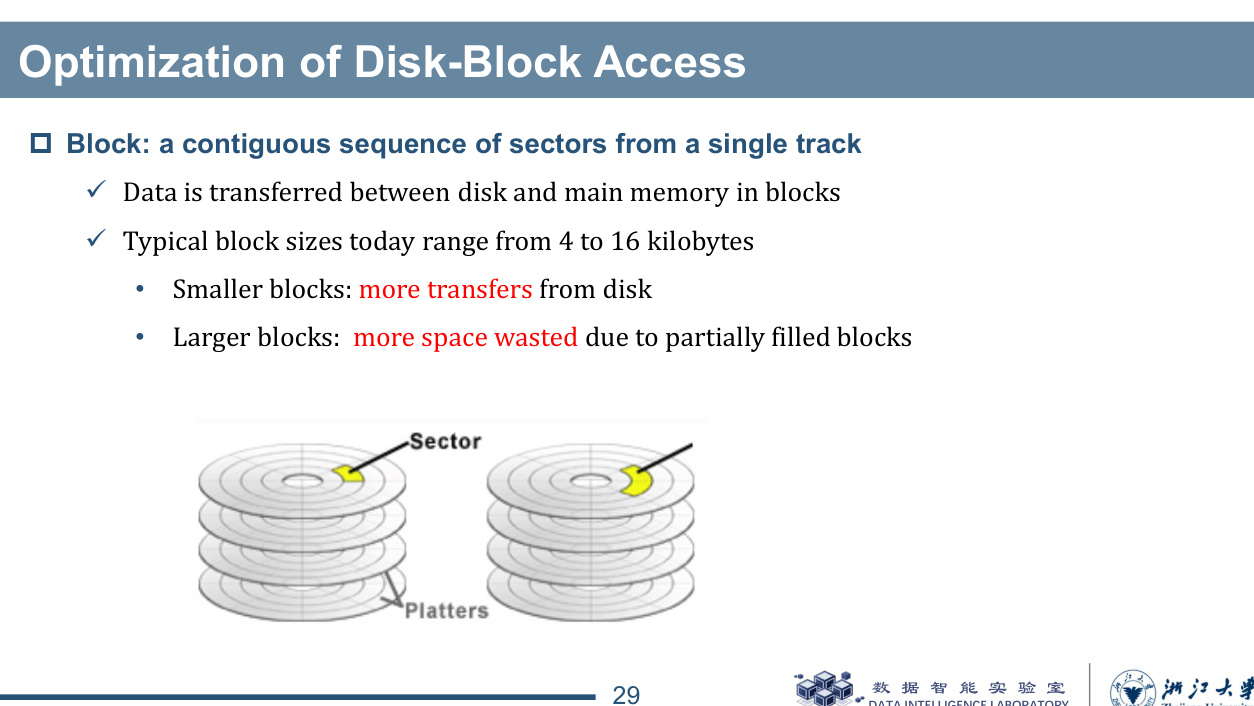 Optimization of Disk-Block Access
Block: a contiguous sequence of sectors from a single track
Data is transferred between disk and main memory in blocks
Typical block sizes today range from 4 to 16 kilobytes
Smaller blocks: more transfers from disk
Larger blocks: more space wasted due to partially filled blocks
Sector
Platters
29
数据智能实验室
DATA INTELLIGENCE LABORATORY
浙江大学
Zhejiang University